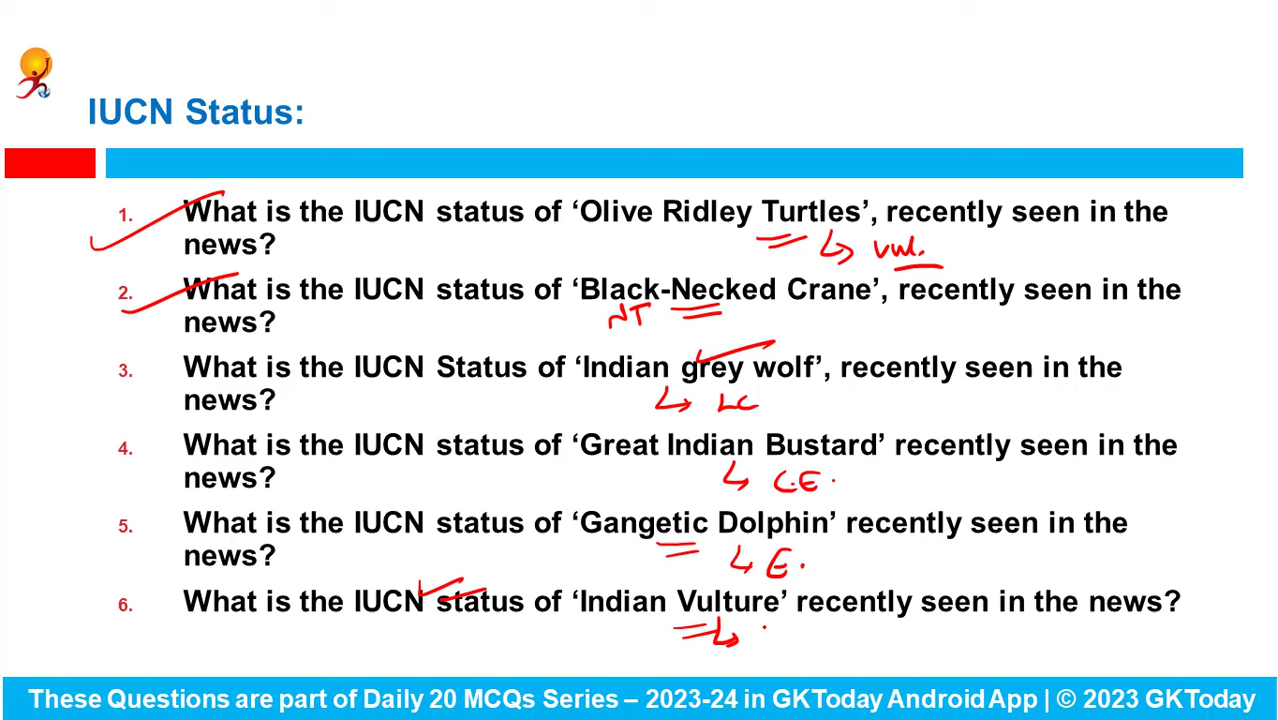 IUCN Status:
1. What is the IUCN status of ‘Olive Ridley Turtles’, recently seen in the
news?
vul.
2. What is the IUCN status of ‘Black-Necked Crane’, recently seen in the
NT
news?
3. What is the IUCN Status of ‘Indian grey wolf’, recently seen in the
news?
LC
4. What is the IUCN status of ‘Great Indian Bustard’ recently seen in the
news?
C.E.
5. What is the IUCN status of ‘Gangetic Dolphin’ recently seen in the
news?
E.
6. What is the IUCN status of ‘Indian Vulture’ recently seen in the news?
These Questions are part of Daily 20 MCQs Series – 2023-24 in GKToday Android App | © 2023 GKToday